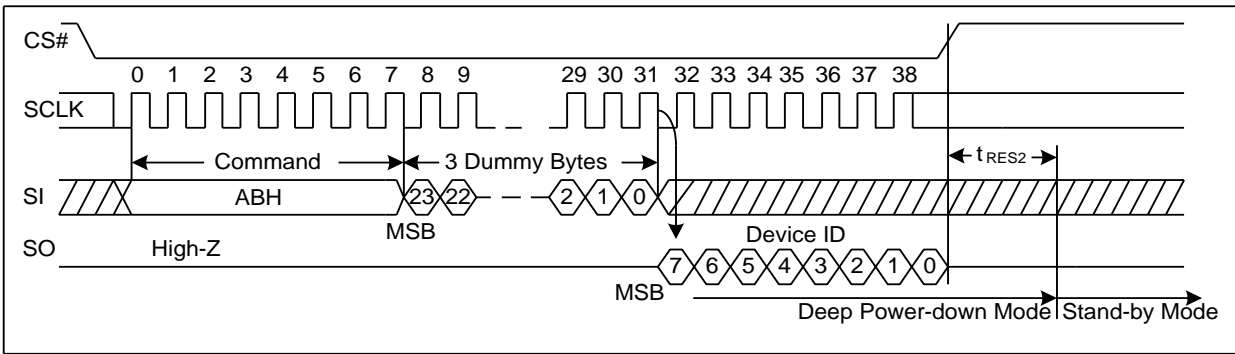 CS#
0 1 2 3 4 5 6 7 8 9 29 30 31 32 33 34 35 36 37 38
SCLK
Command 3 Dummy Bytes tRES2
SI ABH 23 22 2 1 0
MSB
SO High-Z Device ID
7 6 5 4 3 2 1 0
MSB
Deep Power-down Mode Stand-by Mode